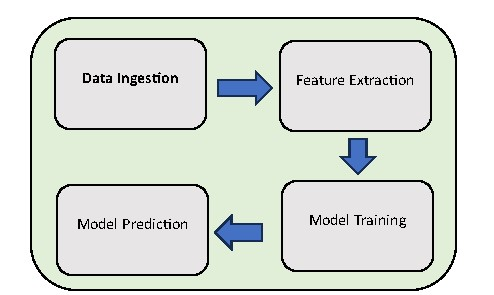 Data Ingestion
Feature Extraction
Model Training
Model Prediction